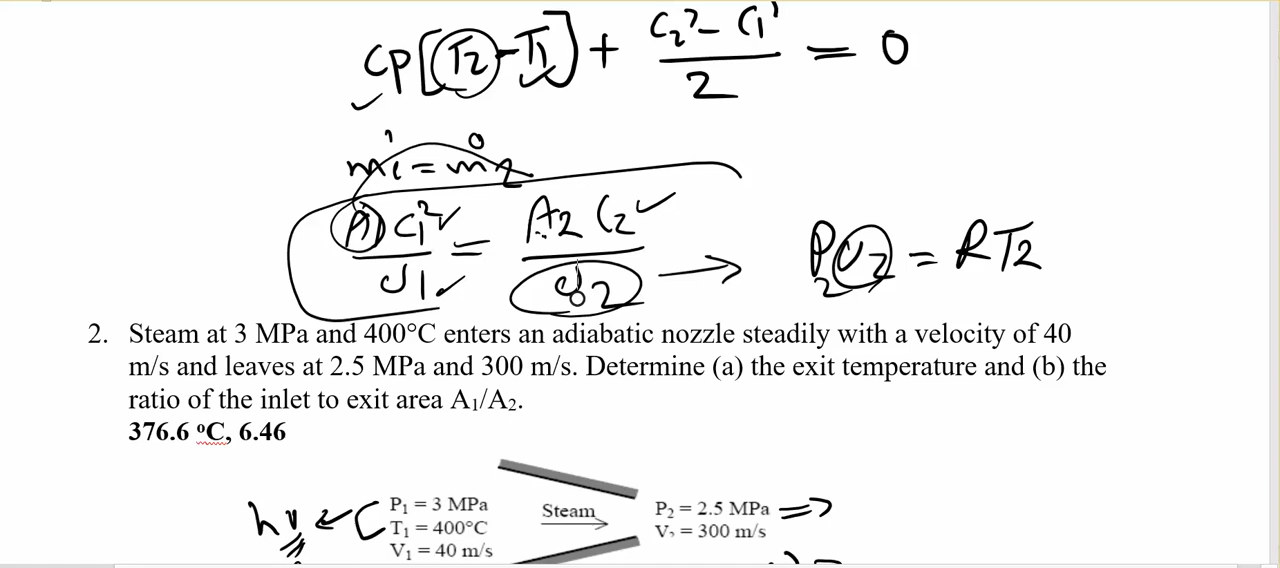 CP[T2-T1] + C2²- C1² / 2 = 0
ṁ1 = ṁ2
A1 C1 / v1 = A2 C2 / v2 → P2 v2 = RT2
2. Steam at 3 MPa and 400°C enters an adiabatic nozzle steadily with a velocity of 40
m/s and leaves at 2.5 MPa and 300 m/s. Determine (a) the exit temperature and (b) the
ratio of the inlet to exit area A₁/A₂.
376.6 ⁰C, 6.46
P₁ = 3 MPa
T₁ = 400°C
V₁ = 40 m/s
Steam
P₂ = 2.5 MPa
V₂ = 300 m/s